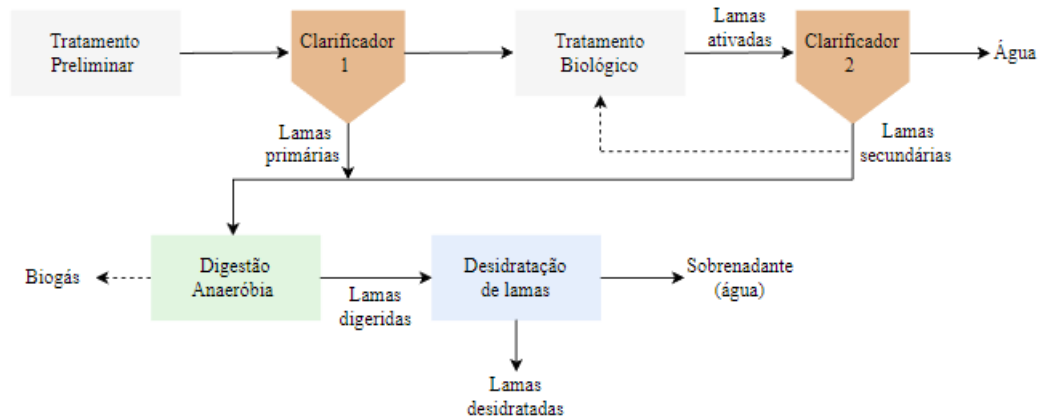 Tratamento
Preliminar
Clarificador
1
Tratamento
Biológico
Lamas
ativadas
Clarificador
2
Água
Lamas
primárias
Lamas
secundárias
Biogás
Digestão
Anaeróbia
Lamas
digeridas
Desidratação
de lamas
Sobrenadante
(água)
Lamas
desidratadas